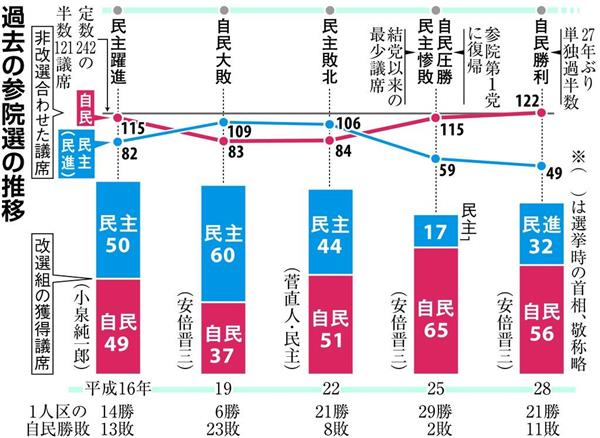 過去の参院選の推移
非改選合わせた議席
定数242の
半数121議席
民主躍進
自民大敗
民主敗北
結党以来の
最少議席
民主惨敗
自民圧勝
参院第1党
に復帰
自民勝利
27年ぶり
単独過半数
自民
民主
(民進)
115
82
109
83
106
84
115
59
122
49
※( )は選挙時の首相、敬称略
改選組の獲得議席
民主
50
自民
49
(小泉純一郎)
民主
60
自民
37
(安倍晋三)
民主
44
自民
51
(菅直人・民主)
民主
17
自民
65
(安倍晋三)
民進
32
自民
56
(安倍晋三)
平成16年 19 22 25 28
1人区の 14勝 6勝 21勝 29勝 21勝
自民勝敗 13敗 23敗 8敗 2敗 11敗